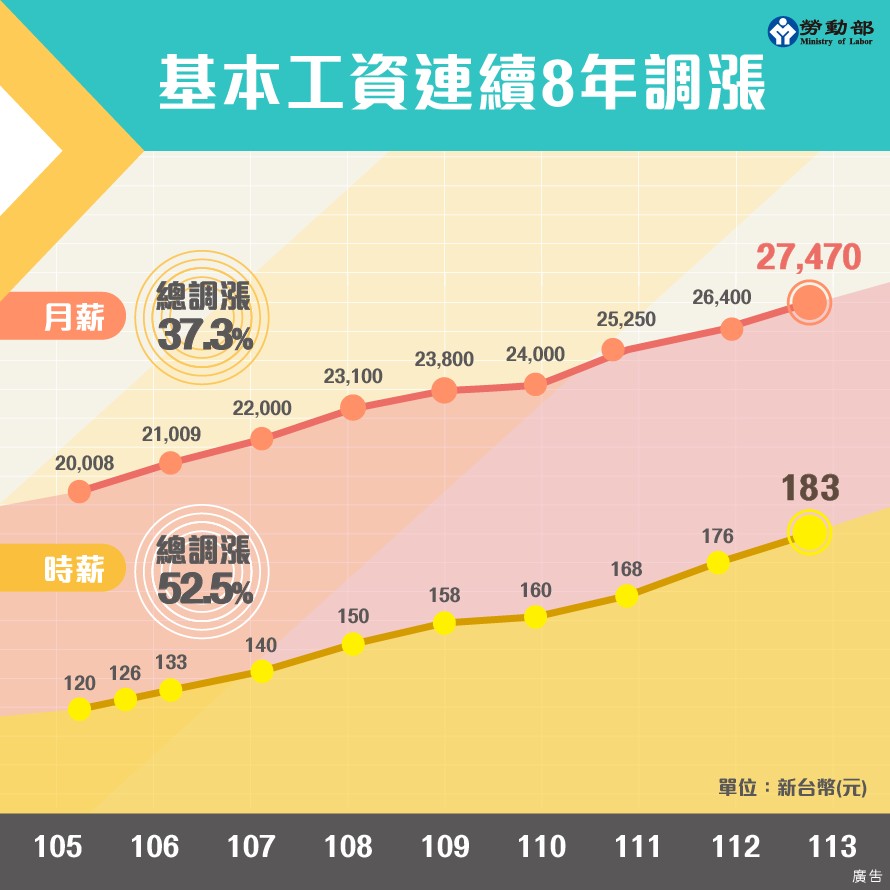 勞動部
Ministry of Labor
基本工資連續8年調漲
27,470
26,400
25,250
24,000
23,800
23,100
22,000
21,009
20,008
月薪
總調漲
37.3%
183
176
168
160
158
150
140
133
126
120
時薪
總調漲
52.5%
單位：新台幣(元)
105 106 107 108 109 110 111 112 113
廣告